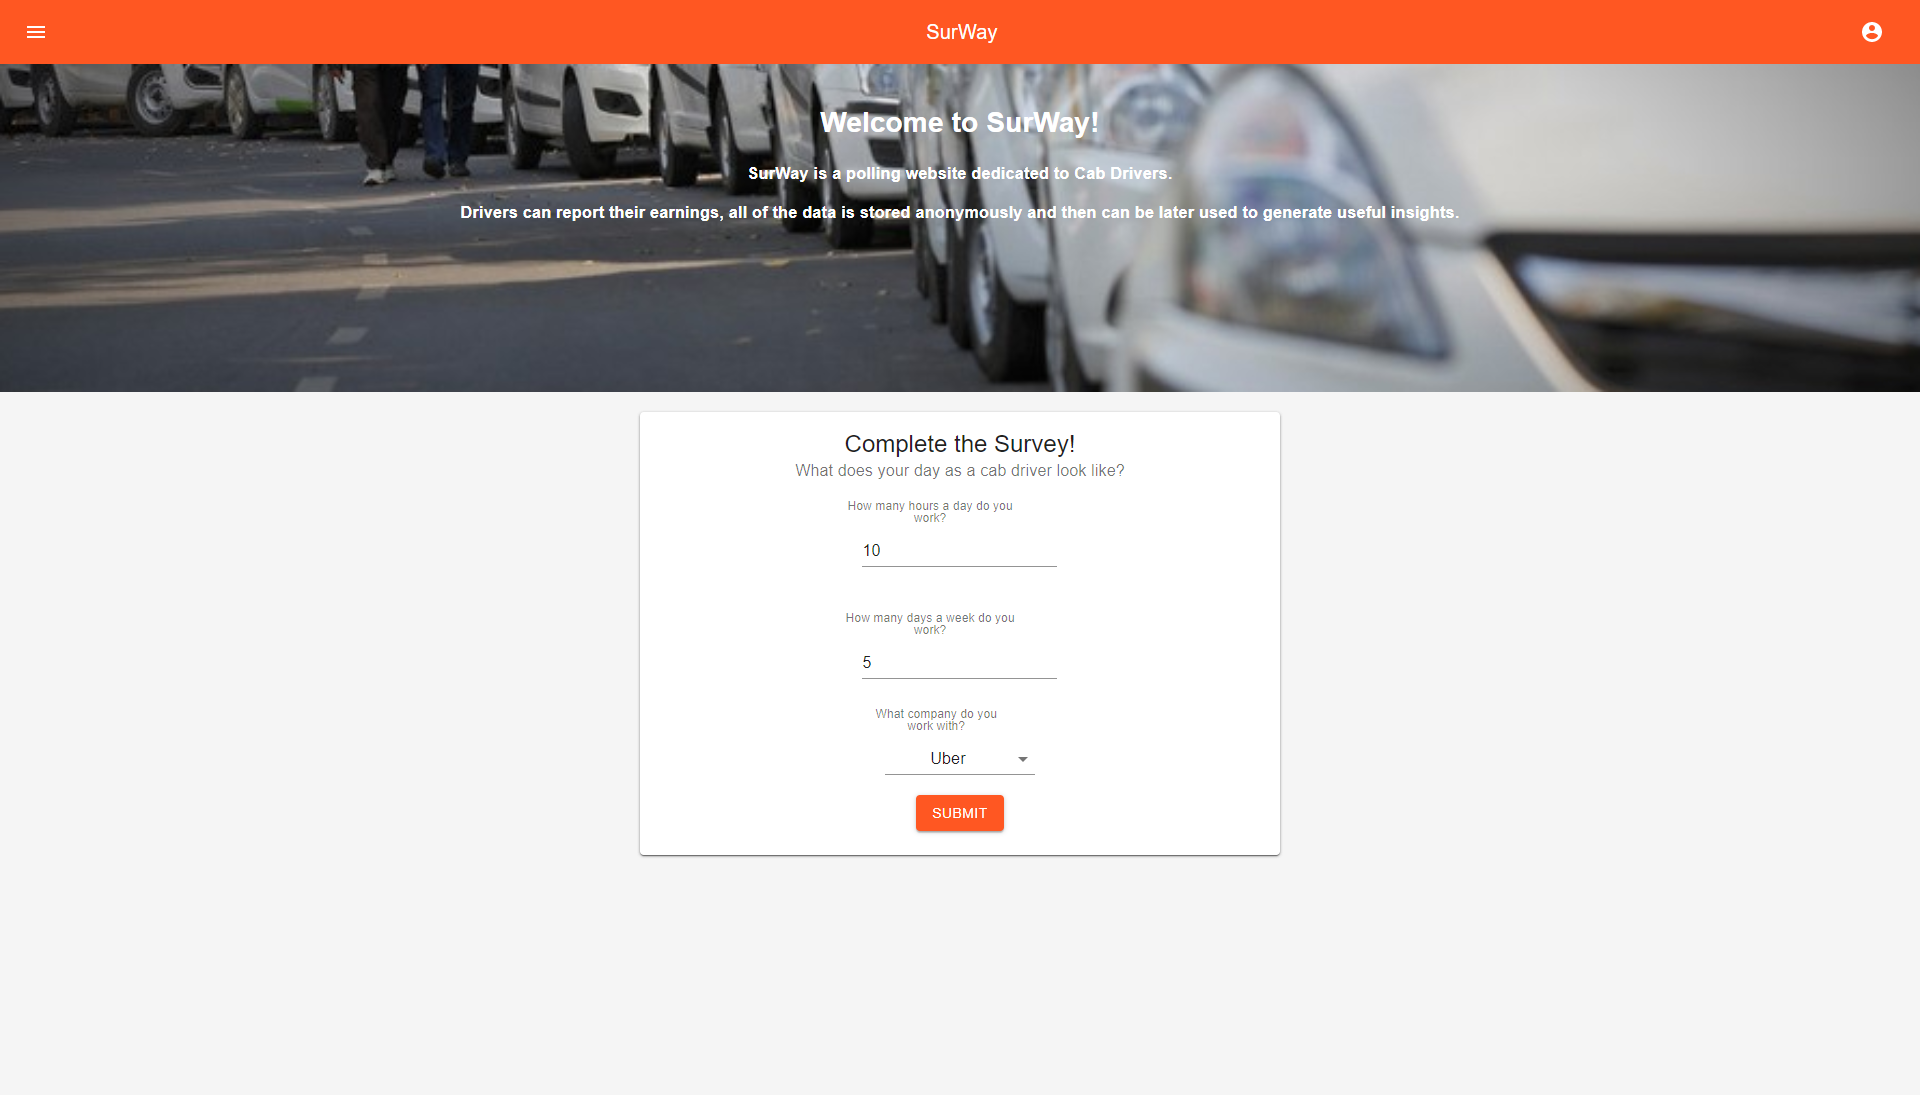 SurWay
Welcome to SurWay!
SurWay is a polling website dedicated to Cab Drivers.
Drivers can report their earnings, all of the data is stored anonymously and then can be later used to generate useful insights.
Complete the Survey!
What does your day as a cab driver look like?
How many hours a day do you
work?
10
How many days a week do you
work?
5
What company do you
work with?
Uber
SUBMIT